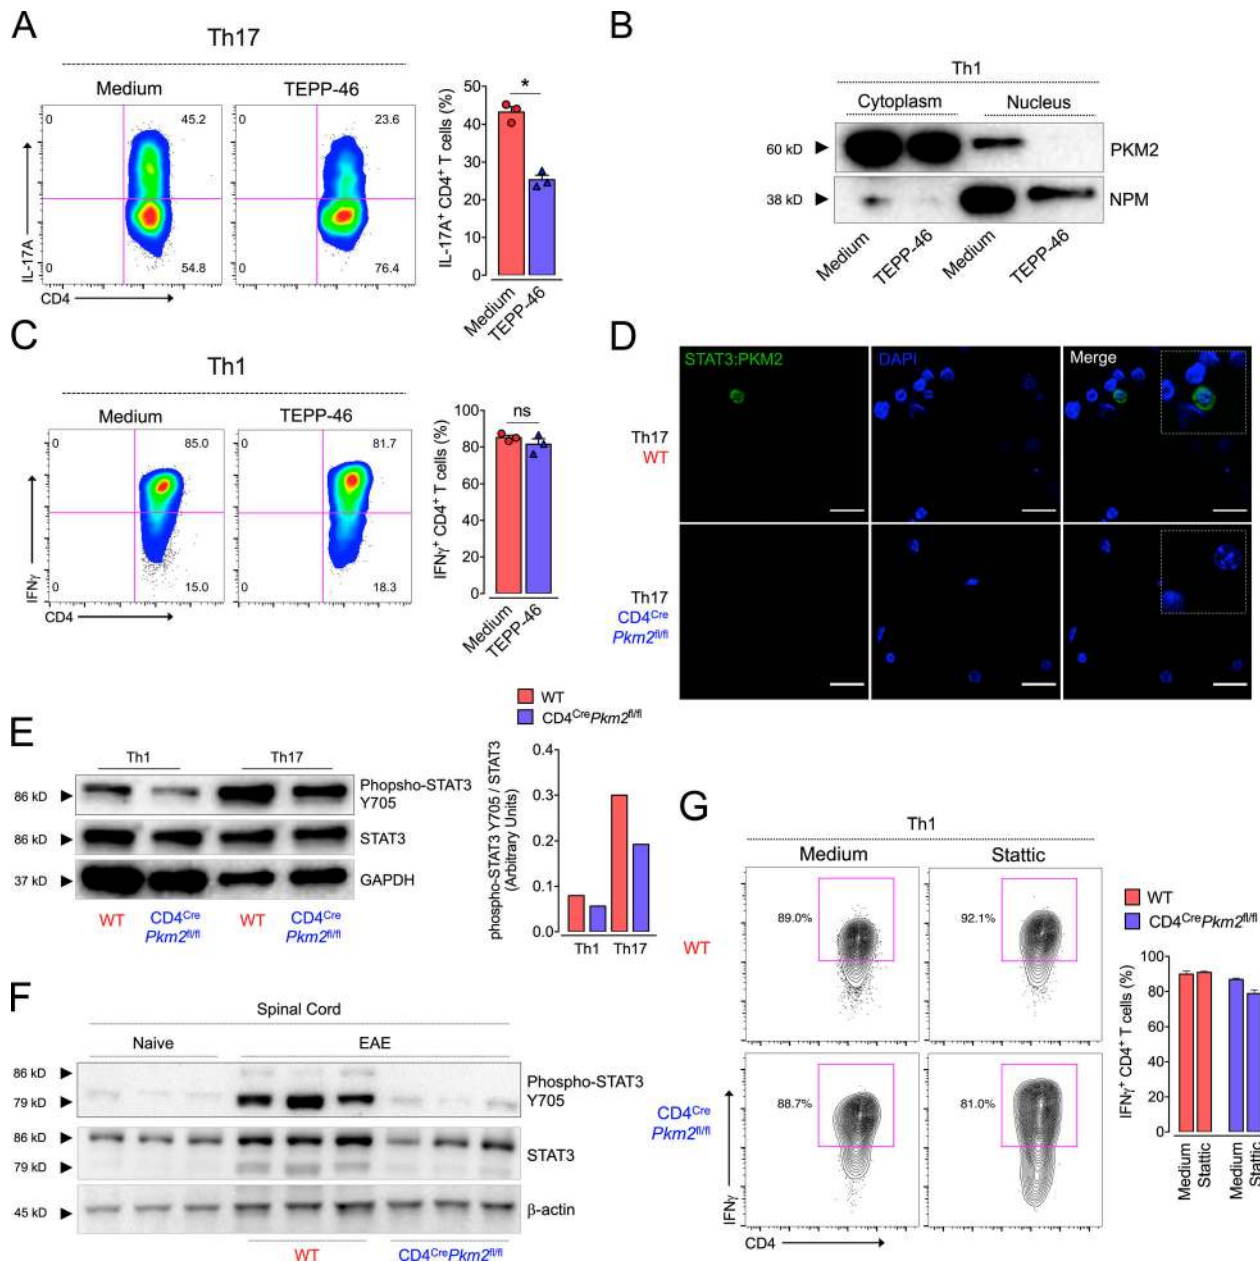 A
Th17
Medium
TEPP-46
0
45.2
0
23.6
0
54.8
0
76.4
IL-17A
CD4
IL-17A⁺ CD4⁺ T cells (%)
50
40
30
20
10
0
*
Medium
TEPP-46
B
Th1
Cytoplasm
Nucleus
60 kD
PKM2
38 kD
NPM
Medium
TEPP-46
Medium
TEPP-46
C
Th1
Medium
TEPP-46
0
85.0
0
81.7
0
15.0
0
18.3
IFNγ
CD4
IFNγ⁺ CD4⁺ T cells (%)
100
80
60
40
20
0
ns
Medium
TEPP-46
D
STAT3:PKM2
DAPI
Merge
Th17
WT
Th17
CD4ᶜʳᵉ
Pkm2ᶠˡ/ᶠˡ
E
Th1
Th17
86 kD
Phopsho-STAT3
Y705
86 kD
STAT3
37 kD
GAPDH
WT
CD4ᶜʳᵉ
Pkm2ᶠˡ/ᶠˡ
WT
CD4ᶜʳᵉ
Pkm2ᶠˡ/ᶠˡ
WT
CD4ᶜʳᵉPkm2ᶠˡ/ᶠˡ
phospho-STAT3 Y705 / STAT3
(Arbitrary Units)
0.4
0.3
0.2
0.1
0.0
Th1
Th17
F
Spinal Cord
Naive
EAE
86 kD
79 kD
Phospho-STAT3
Y705
86 kD
79 kD
STAT3
45 kD
β-actin
WT
CD4ᶜʳᵉPkm2ᶠˡ/ᶠˡ
G
Th1
Medium
Stattic
WT
89.0%
92.1%
CD4ᶜʳᵉ
Pkm2ᶠˡ/ᶠˡ
88.7%
81.0%
IFNγ
CD4
WT
CD4ᶜʳᵉPkm2ᶠˡ/ᶠˡ
IFNγ⁺ CD4⁺ T cells (%)
100
80
60
40
20
0
Medium
Stattic
Medium
Stattic